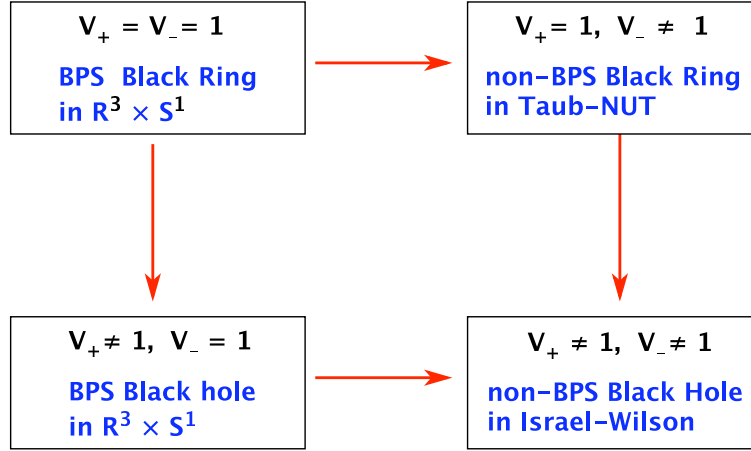 V₊ = V₋ = 1
BPS Black Ring
in R³ × S¹
V₊ = 1, V₋ ≠ 1
non-BPS Black Ring
in Taub-NUT
V₊ ≠ 1, V₋ = 1
BPS Black hole
in R³ × S¹
V₊ ≠ 1, V₋ ≠ 1
non-BPS Black Hole
in Israel-Wilson